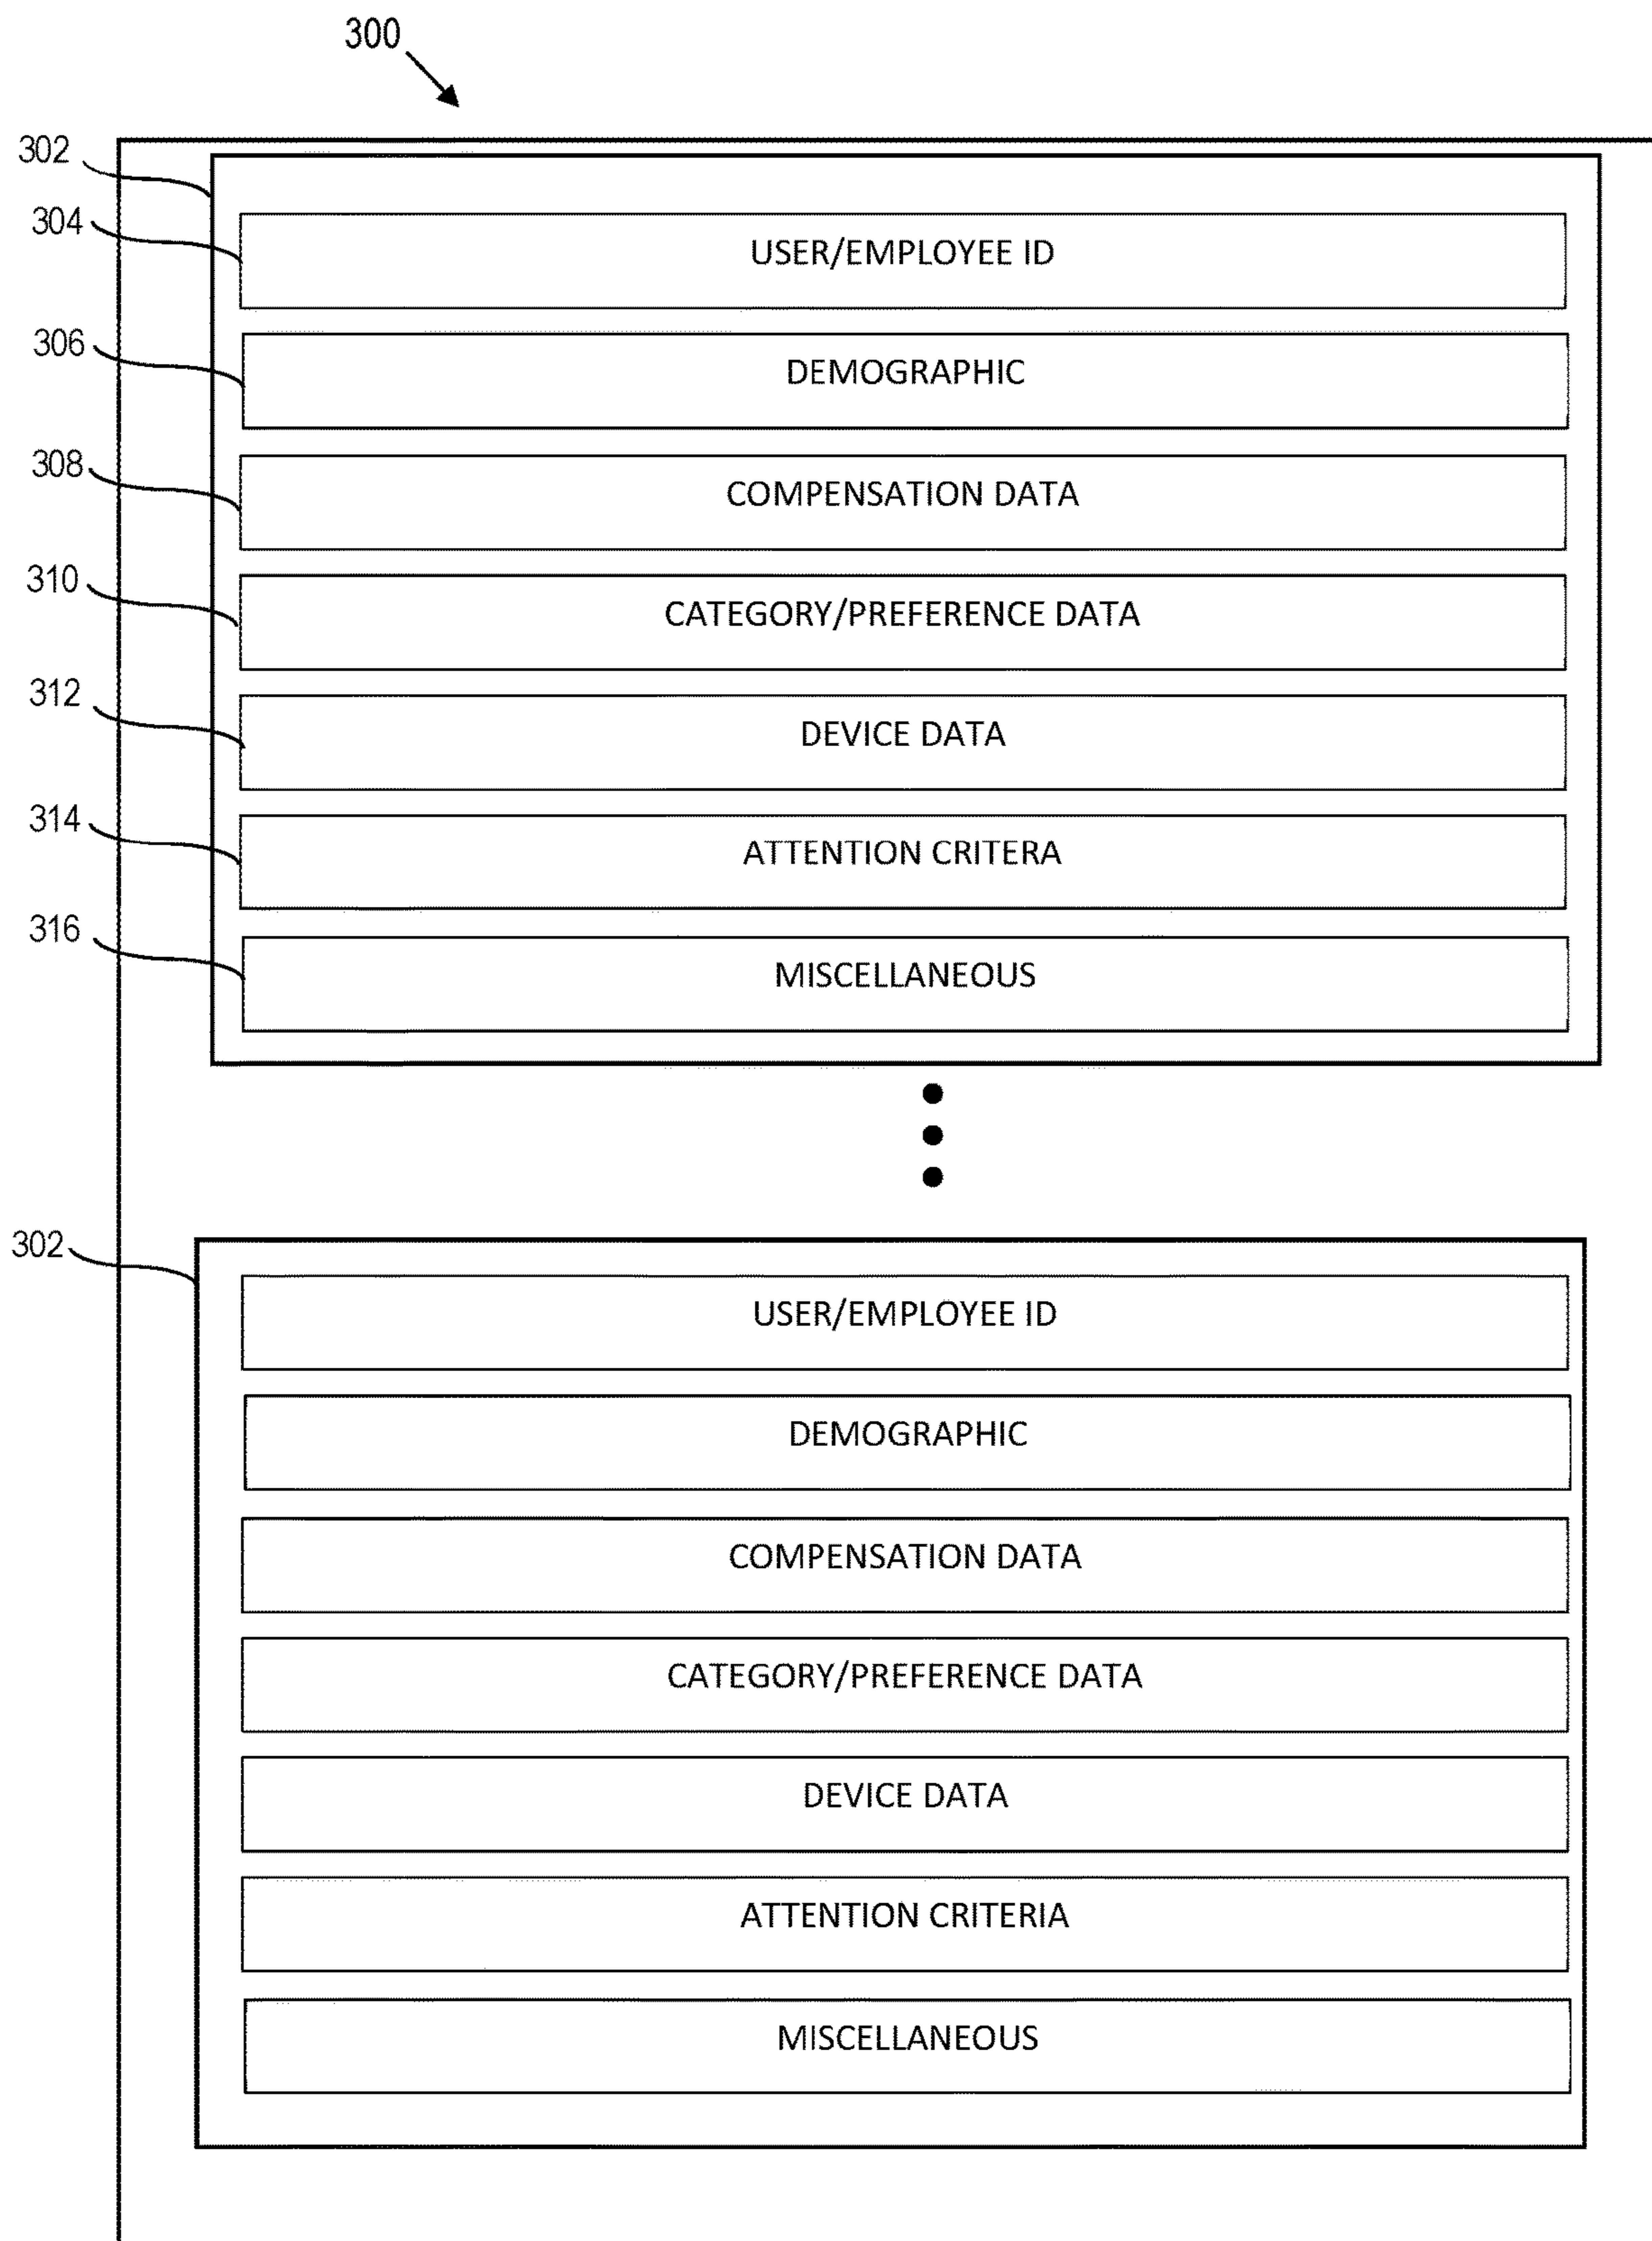 300
302
304
USER/EMPLOYEE ID
306
DEMOGRAPHIC
308
COMPENSATION DATA
310
CATEGORY/PREFERENCE DATA
312
DEVICE DATA
314
ATTENTION CRITERA
316
MISCELLANEOUS
302
USER/EMPLOYEE ID
DEMOGRAPHIC
COMPENSATION DATA
CATEGORY/PREFERENCE DATA
DEVICE DATA
ATTENTION CRITERIA
MISCELLANEOUS